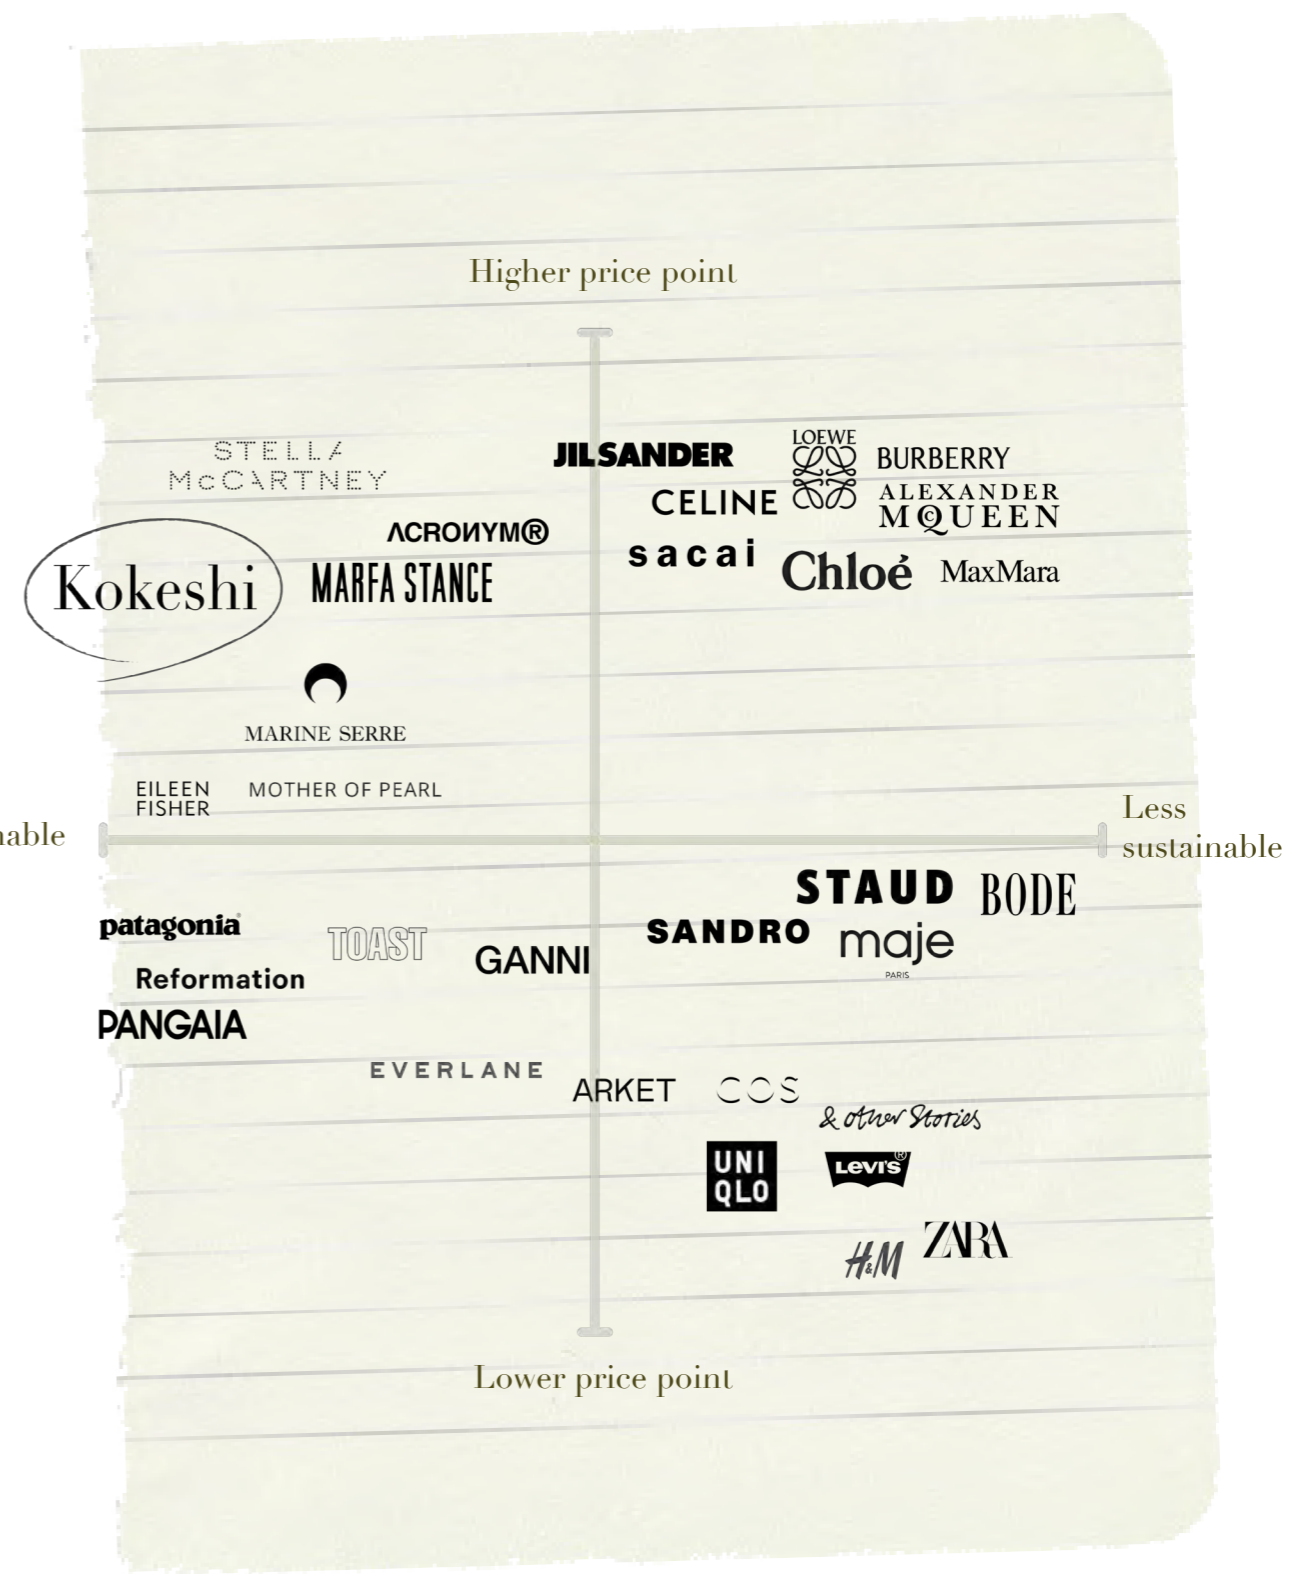 Higher price point
STELLA
McCARTNEY
JILSANDER
LOEWE
BURBERRY
CELINE
ALEXANDER
McQUEEN
ACRONYM®
sacai
Chloé
MaxMara
Kokeshi
MARFA STANCE
MARINE SERRE
EILEEN
FISHER
MOTHER OF PEARL
Less
sustainable
nable
STAUD
BODE
patagonia
TOAST
GANNI
SANDRO
maje
PARIS
Reformation
PANGAIA
EVERLANE
ARKET
COS
& other Stories
UNI
QLO
LEVI'S®
H&M
ZARA
Lower price point